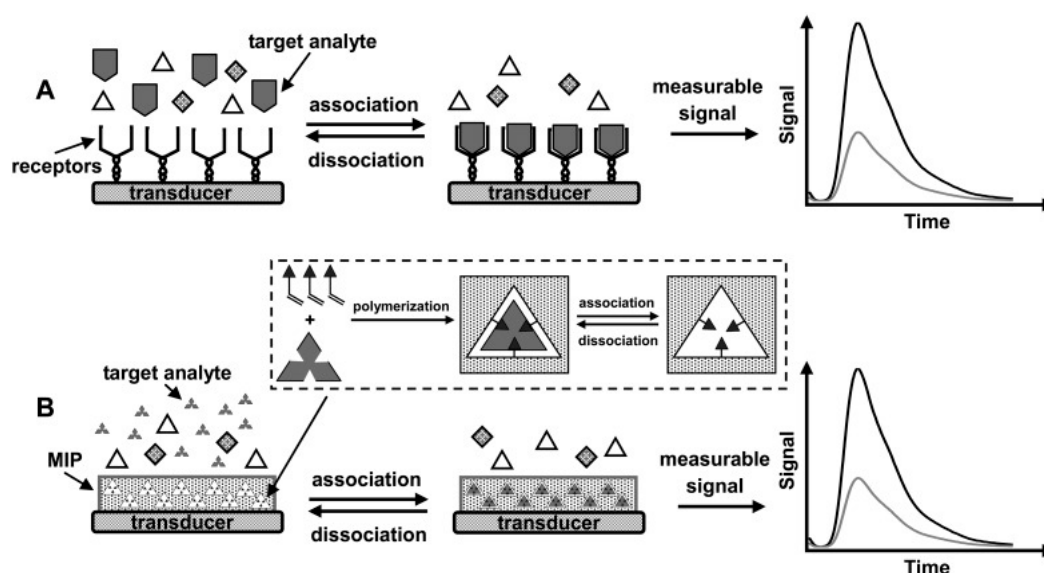 A
target analyte
receptors
transducer
association
dissociation
transducer
measurable
signal
Signal
Time
polymerization
+
association
dissociation
B
target analyte
MIP
transducer
association
dissociation
transducer
measurable
signal
Signal
Time